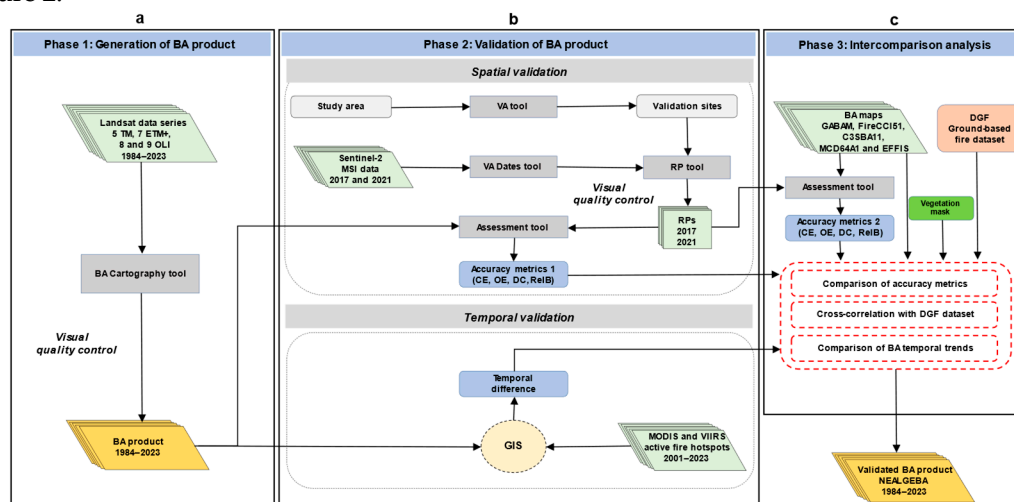 a
b
c
Phase 1: Generation of BA product
Phase 2: Validation of BA product
Phase 3: Intercomparison analysis
Landsat data series
5 TM, 7 ETM+,
8 and 9 OLI
1984–2023
BA Cartography tool
Visual
quality control
BA product
1984–2023
Spatial validation
Study area
VA tool
Validation sites
Sentinel-2
MSI data
2017 and 2021
VA Dates tool
RP tool
Visual
quality control
Assessment tool
RPs
2017
2021
Accuracy metrics 1
(CE, OE, DC,RelB)
Temporal validation
Temporal
difference
GIS
MODIS and VIIRS
active fire hotspots
2001–2023
BA maps
GABAM, FireCCI51,
C3SBA11,
MCD64A1 and EFFIS
DGF
Ground-based
fire dataset
Assessment tool
Vegetation
mask
Accuracy metrics 2
(CE, OE, DC, RelB)
Comparison of accuracy metrics
Cross-correlation with DGF dataset
Comparison of BA temporal trends
Validated BA product
NEALGEBA
1984–2023